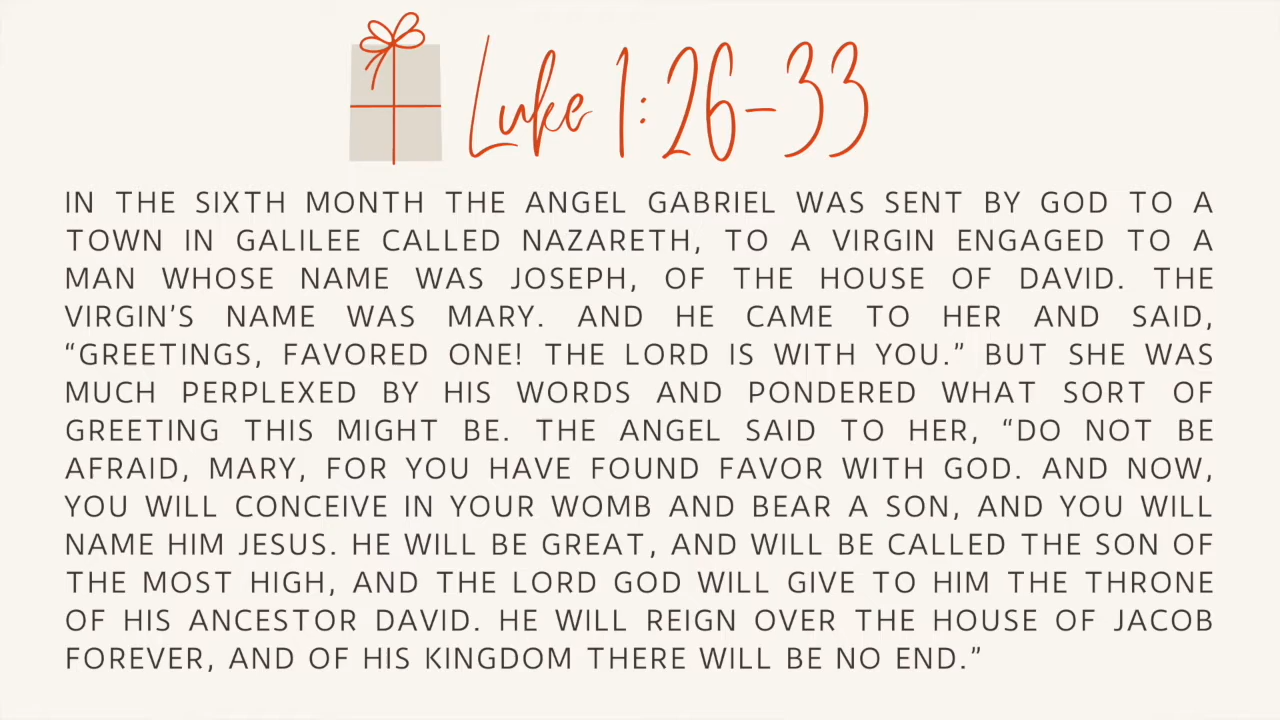 Luke 1:26-33
IN THE SIXTH MONTH THE ANGEL GABRIEL WAS SENT BY GOD TO A
TOWN IN GALILEE CALLED NAZARETH, TO A VIRGIN ENGAGED TO A
MAN WHOSE NAME WAS JOSEPH, OF THE HOUSE OF DAVID. THE
VIRGIN’S NAME WAS MARY. AND HE CAME TO HER AND SAID,
“GREETINGS, FAVORED ONE! THE LORD IS WITH YOU.” BUT SHE WAS
MUCH PERPLEXED BY HIS WORDS AND PONDERED WHAT SORT OF
GREETING THIS MIGHT BE. THE ANGEL SAID TO HER, “DO NOT BE
AFRAID, MARY, FOR YOU HAVE FOUND FAVOR WITH GOD. AND NOW,
YOU WILL CONCEIVE IN YOUR WOMB AND BEAR A SON, AND YOU WILL
NAME HIM JESUS. HE WILL BE GREAT, AND WILL BE CALLED THE SON OF
THE MOST HIGH, AND THE LORD GOD WILL GIVE TO HIM THE THRONE
OF HIS ANCESTOR DAVID. HE WILL REIGN OVER THE HOUSE OF JACOB
FOREVER, AND OF HIS KINGDOM THERE WILL BE NO END.”